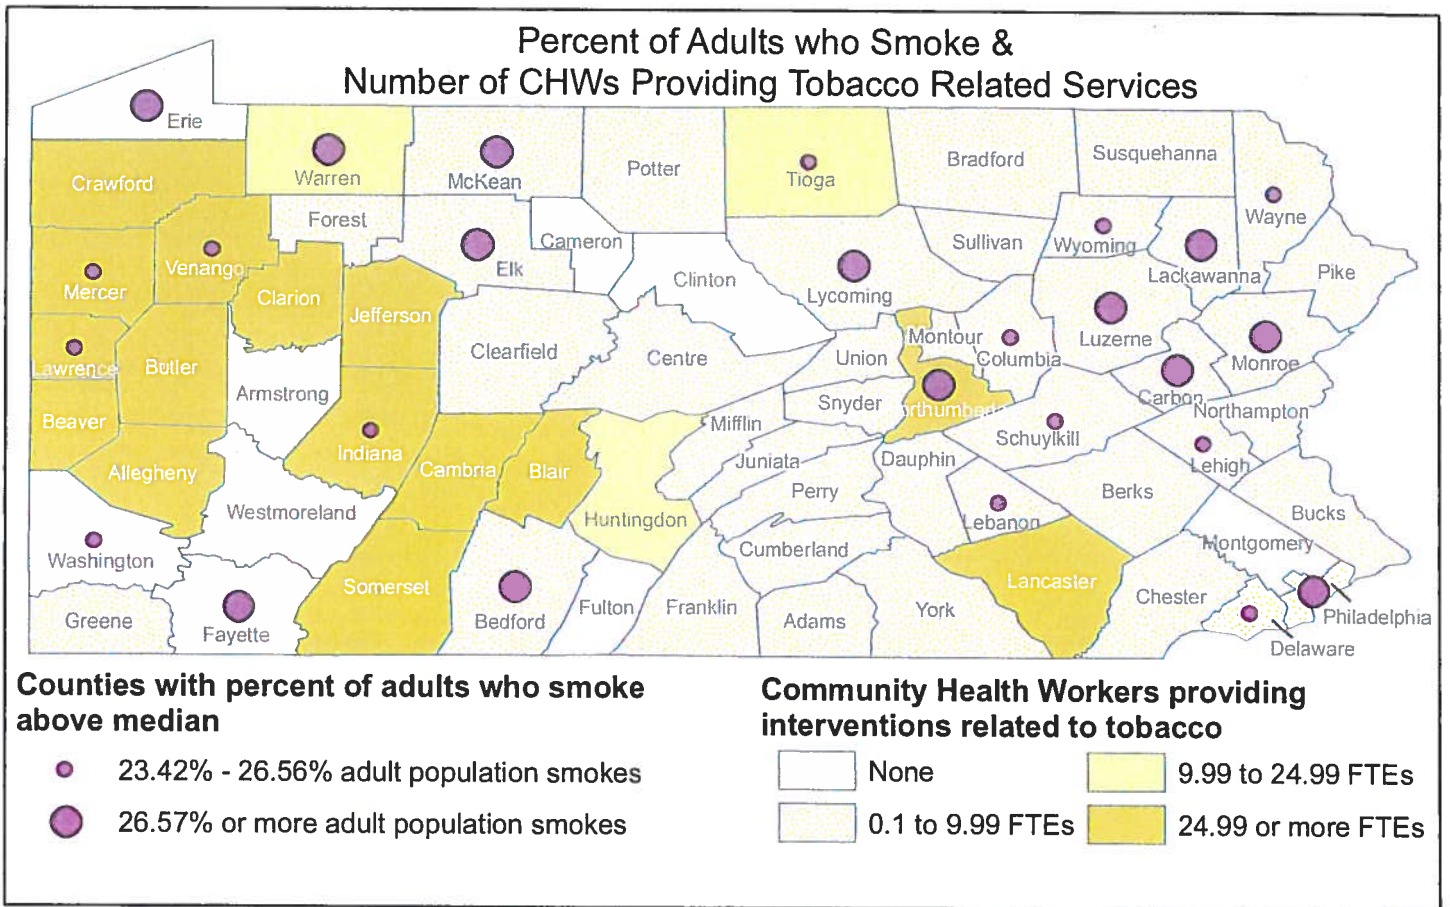 Percent of Adults who Smoke &
Number of CHWs Providing Tobacco Related Services
Erie
Crawford
Warren
McKean
Potter
Tioga
Bradford
Susquehanna
Wayne
Forest
Cameron
Elk
Venango
Mercer
Clarion
Jefferson
Clinton
Lycoming
Sullivan
Wyoming
Lackawanna
Pike
Lawrence
Butler
Armstrong
Clearfield
Centre
Union
Montour
Columbia
Luzerne
Monroe
Carbon
Northampton
Beaver
Allegheny
Indiana
Cambria
Blair
Mifflin
Snyder
orthumberl
Schuylkill
Lehigh
Juniata
Dauphin
Perry
Berks
Bucks
Westmoreland
Huntingdon
Lebanon
Washington
Cumberland
Montgomery
Somerset
Lancaster
Chester
Greene
Fayette
Bedford
Fulton
Franklin
Adams
York
Philadelphia
Delaware
Counties with percent of adults who smoke
above median
23.42% - 26.56% adult population smokes
26.57% or more adult population smokes
Community Health Workers providing
interventions related to tobacco
None
0.1 to 9.99 FTEs
9.99 to 24.99 FTEs
24.99 or more FTEs